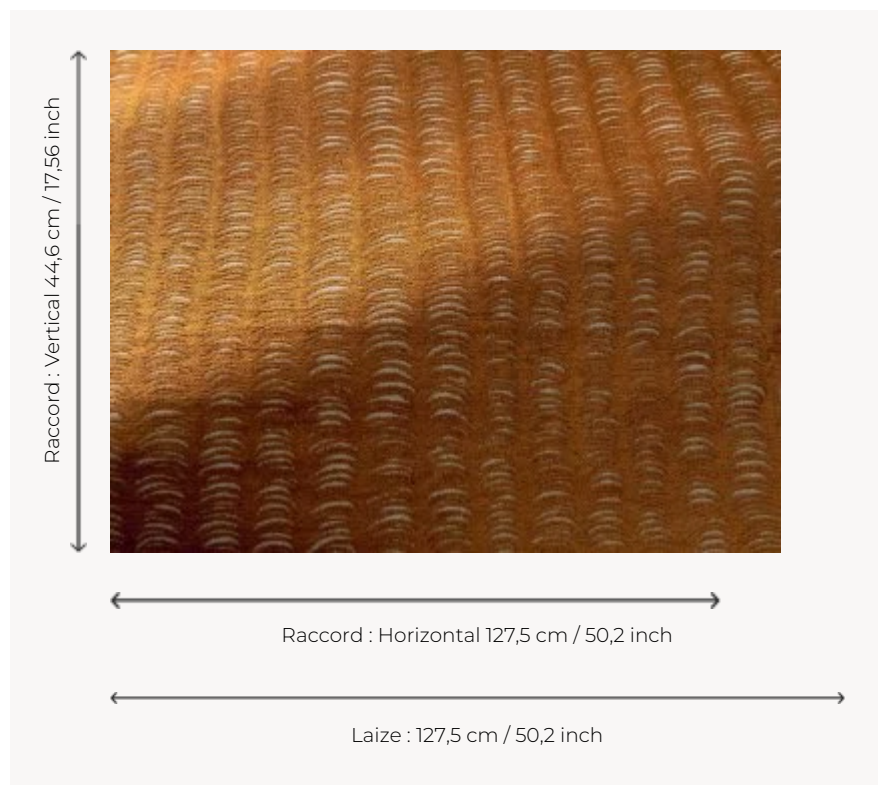 Raccord : Vertical 44,6 cm / 17,56 inch
Raccord : Horizontal 127,5 cm / 50,2 inch
Laize : 127,5 cm / 50,2 inch